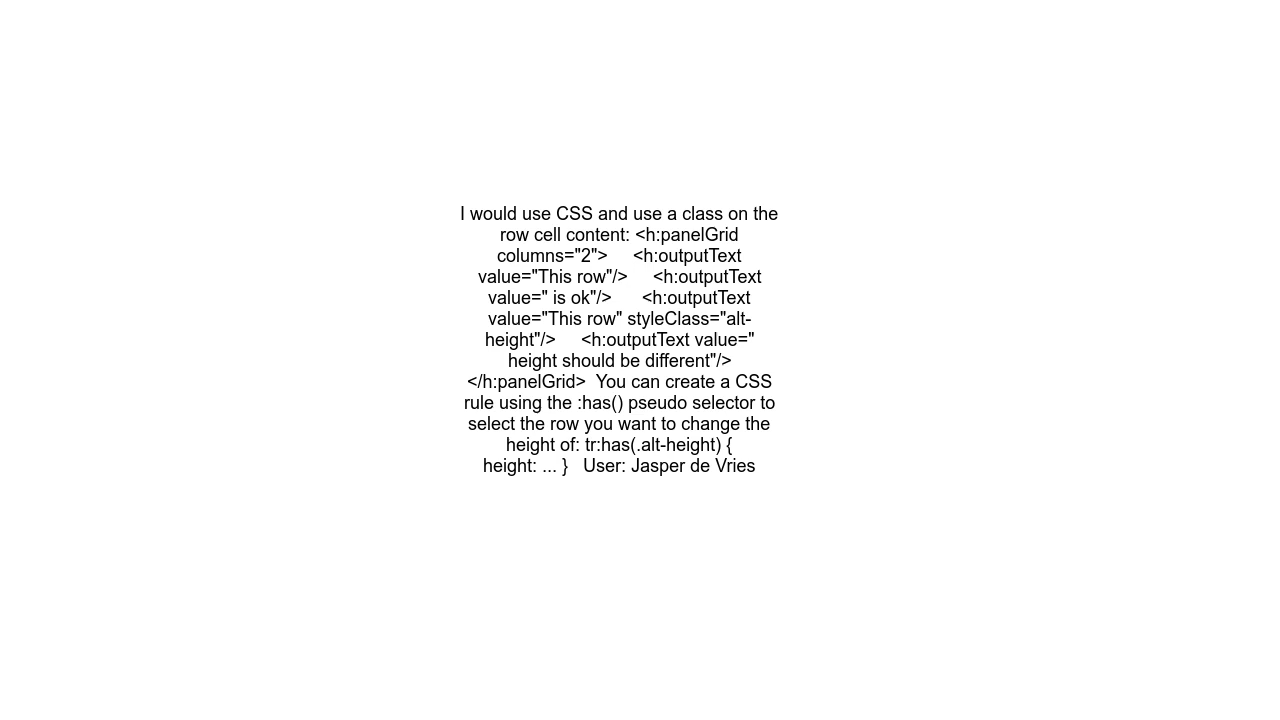 I would use CSS and use a class on the
row cell content: <h:panelGrid
columns="2">     <h:outputText
value="This row"/>     <h:outputText
value=" is ok"/>      <h:outputText
value="This row" styleClass="alt-
height"/>     <h:outputText value="
height should be different"/>
</h:panelGrid>  You can create a CSS
rule using the :has() pseudo selector to
select the row you want to change the
height of: tr:has(.alt-height) {
height: ... }   User: Jasper de Vries